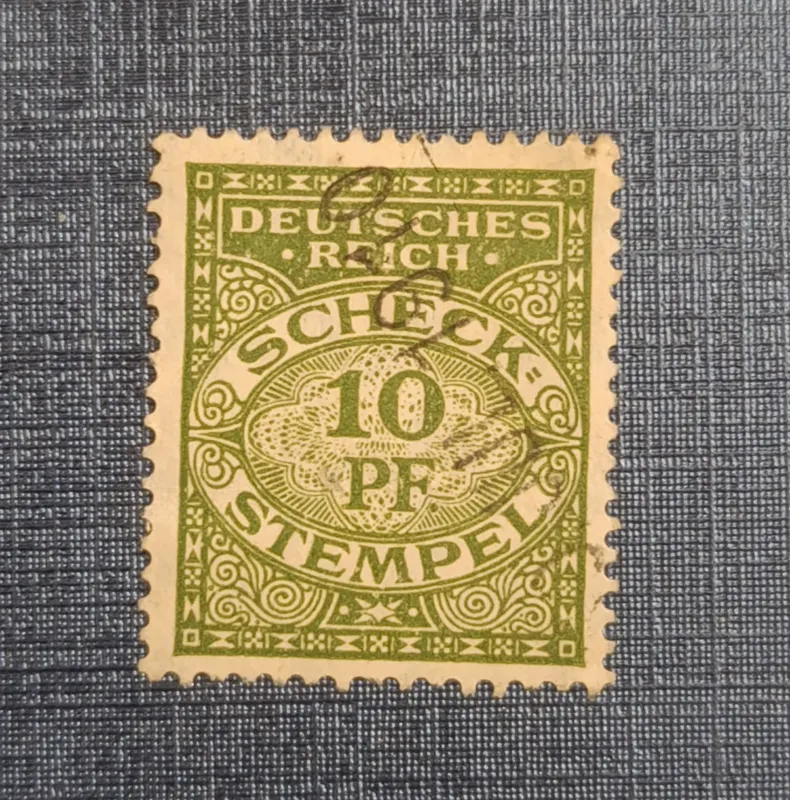 DEUTSCHES
· REICH ·
SCHECK=
10
PF.
STEMPEL